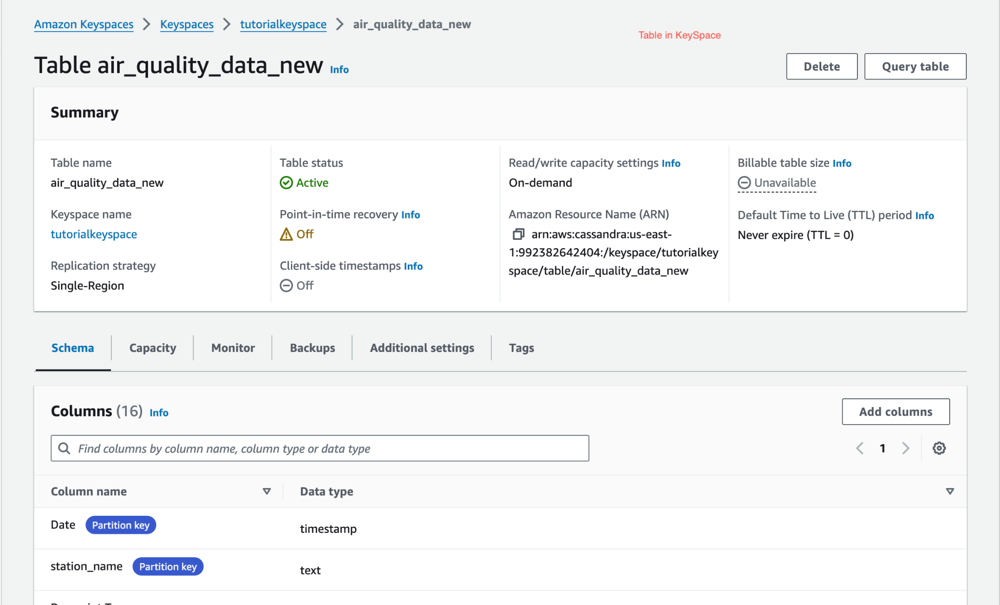 Amazon Keyspaces > Keyspaces > tutorialkeyspace > air_quality_data_new
Table in KeySpace
Table air_quality_data_new Info
Delete
Query table
Summary
Table name
air_quality_data_new
Keyspace name
tutorialkeyspace
Replication strategy
Single-Region
Table status
Active
Point-in-time recovery Info
Off
Client-side timestamps Info
Off
Read/write capacity settings Info
On-demand
Amazon Resource Name (ARN)
arn:aws:cassandra:us-east-
1:992382642404:/keyspace/tutorialkey
space/table/air_quality_data_new
Billable table size Info
Unavailable
Default Time to Live (TTL) period Info
Never expire (TTL = 0)
Schema
Capacity
Monitor
Backups
Additional settings
Tags
Columns (16) Info
Add columns
Find columns by column name, column type or data type
1
Column name
Data type
Date Partition key
timestamp
station_name Partition key
text